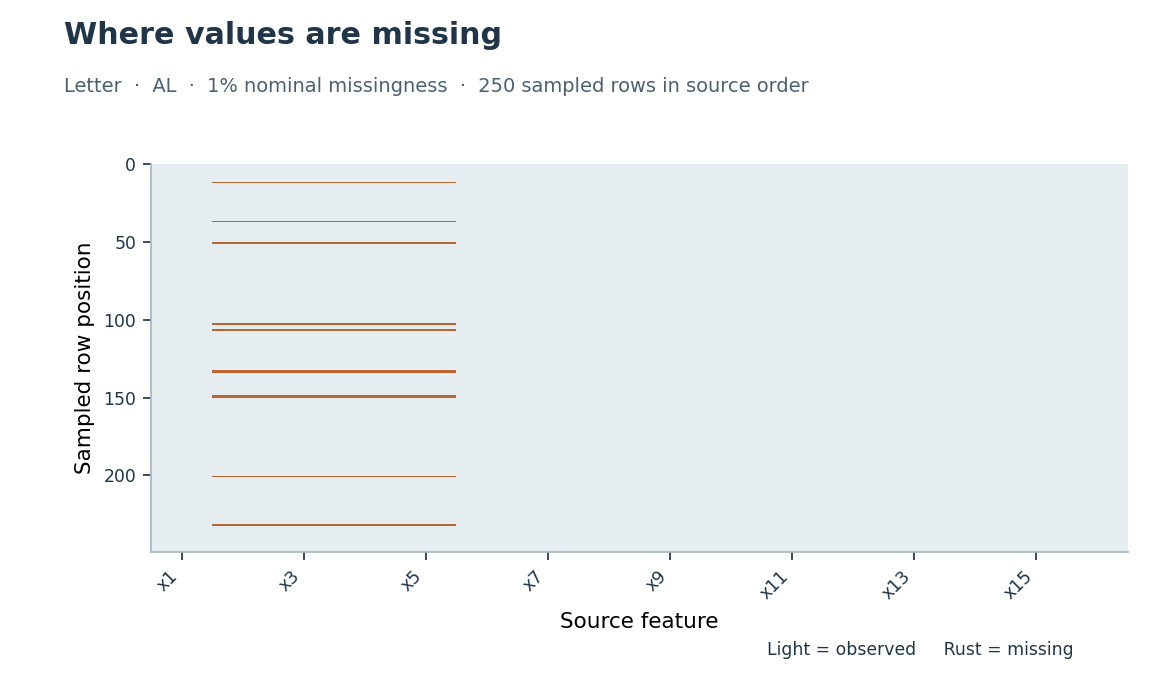 Where values are missing
Letter · AL · 1% nominal missingness · 250 sampled rows in source order
0
50
100
150
200
Sampled row position
x1
x3
x5
x7
x9
x11
x13
x15
Source feature
Light = observed Rust = missing